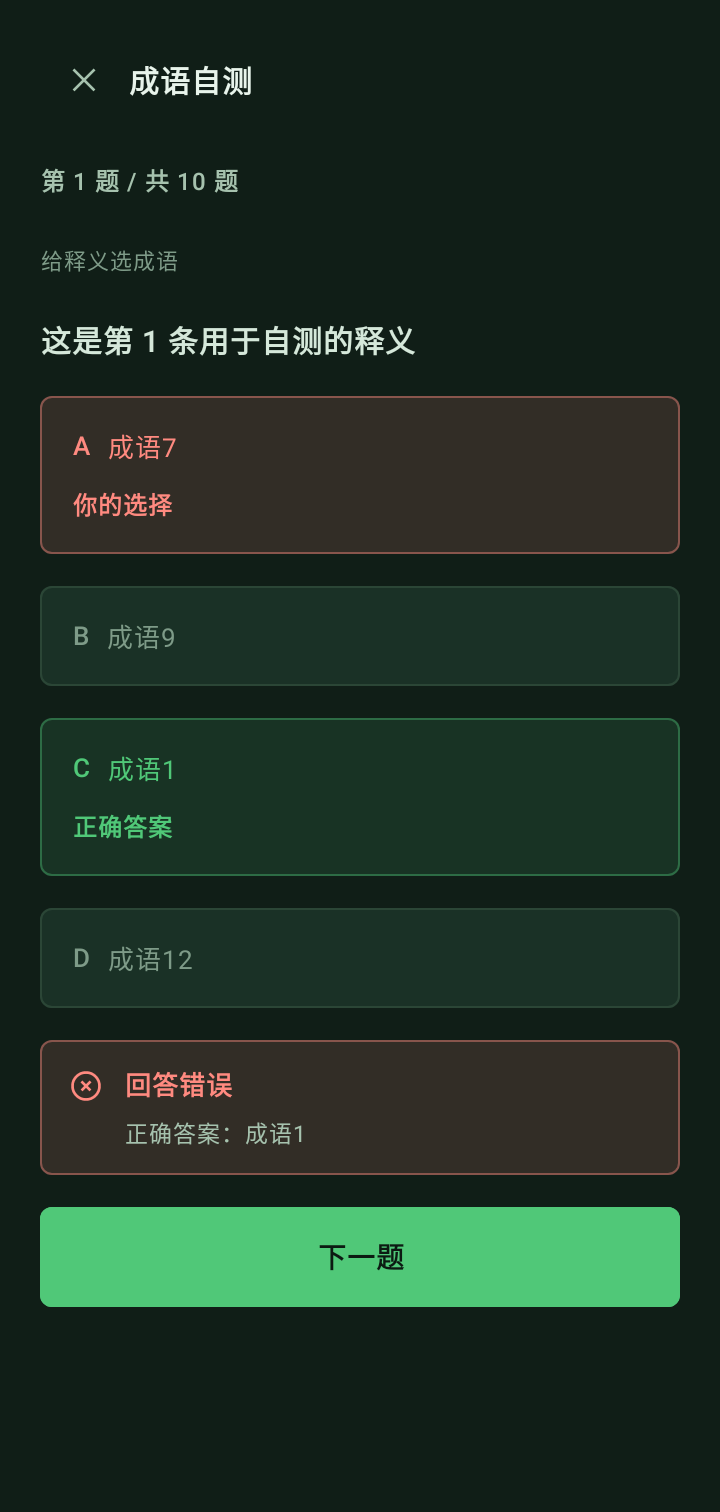 成语自测
第 1 题 / 共 10 题
给释义选成语
这是第 1 条用于自测的释义
A 成语7
你的选择
B 成语9
C 成语1
正确答案
D 成语12
回答错误
正确答案：成语1
下一题